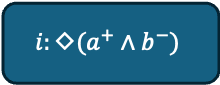 i: ◇(a⁺ ∧ b⁻)